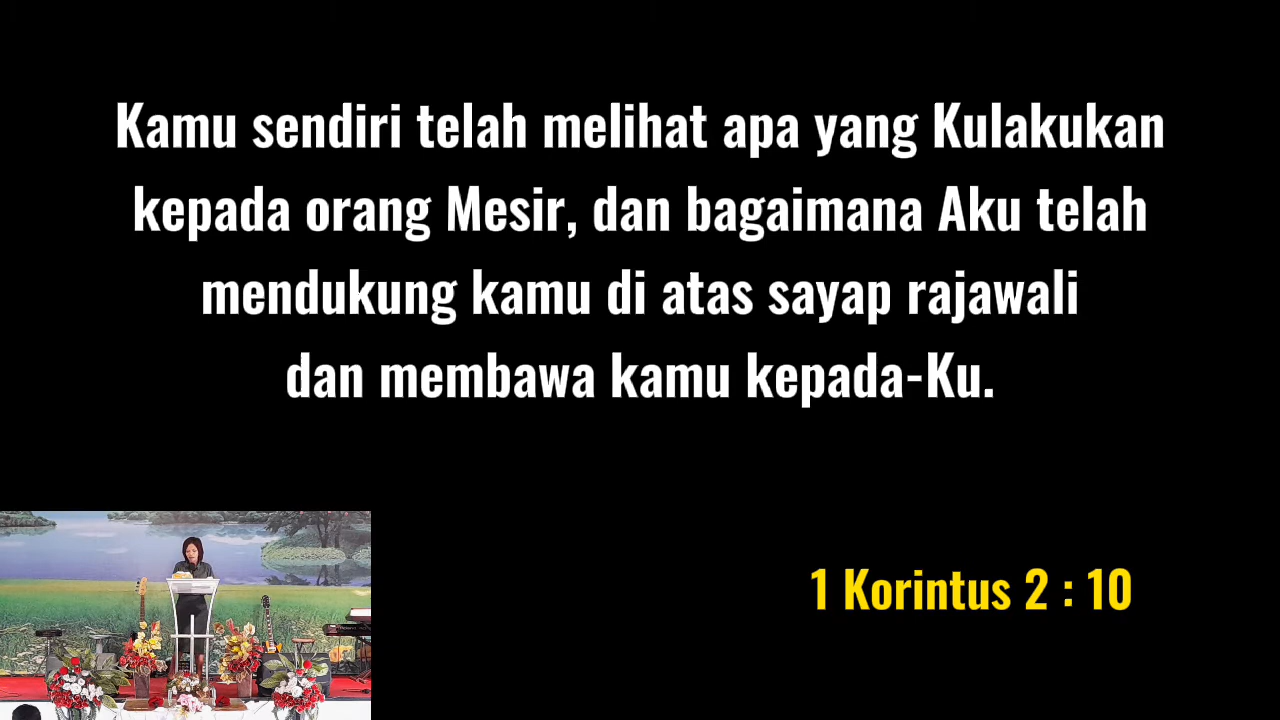 Kamu sendiri telah melihat apa yang Kulakukan
kepada orang Mesir, dan bagaimana Aku telah
mendukung kamu di atas sayap rajawali
dan membawa kamu kepada-Ku.
1 Korintus 2 : 10